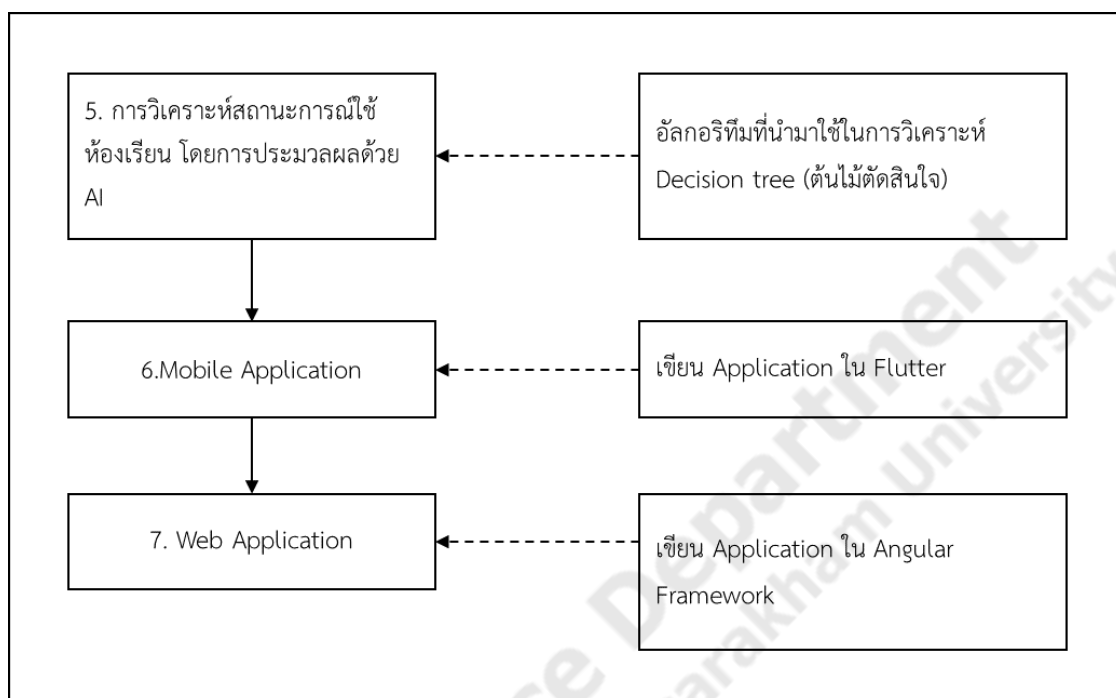 5. การวิเคราะห์สถานะการณ์ใช้
ห้องเรียน โดยการประมวลผลด้วย
AI
อัลกอริทึมที่นำมาใช้ในการวิเคราะห์
Decision tree (ต้นไม้ตัดสินใจ)
6.Mobile Application
เขียน Application ใน Flutter
7. Web Application
เขียน Application ใน Angular
Framework
Department
University